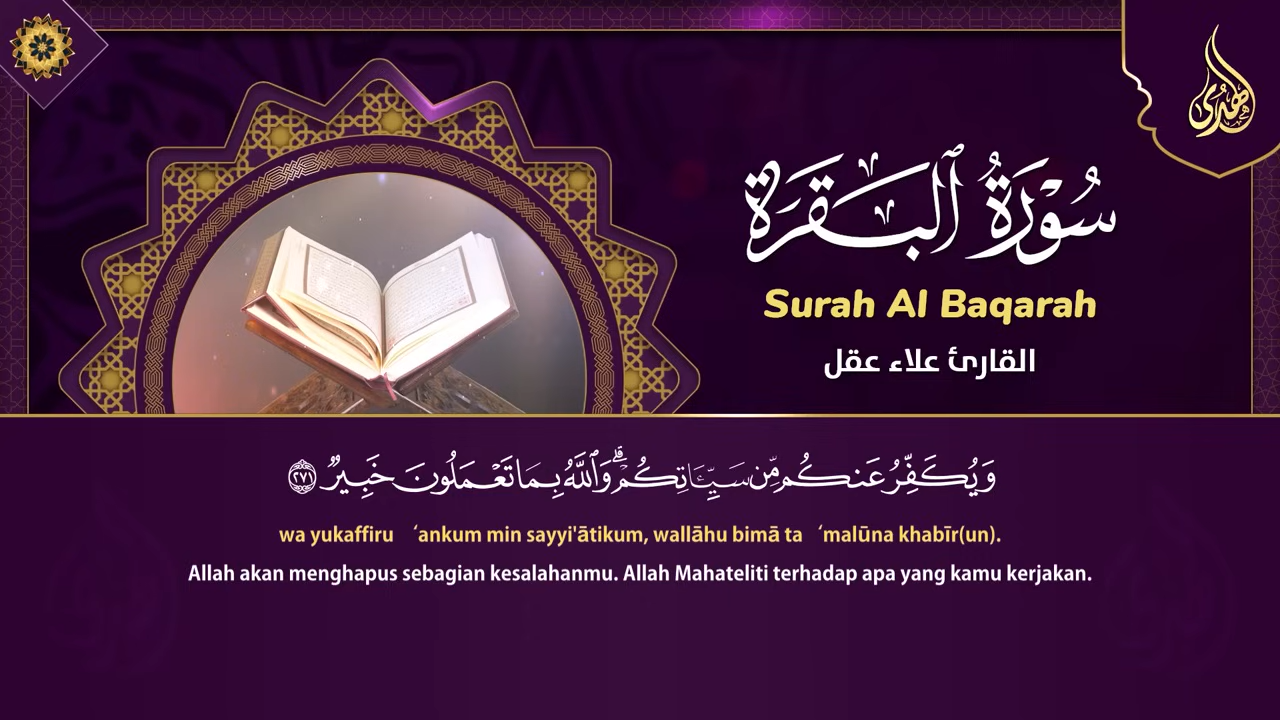 الهدى
سُورَةُ ٱلْبَقَرَة
Surah Al Baqarah
القارئ علاء عقل
وَيُكَفِّرُ عَنكُم مِّن سَيِّـَٔاتِكُمْۗ وَٱللَّهُ بِمَا تَعْمَلُونَ خَبِيرٌ ٢٧١
wa yukaffiru ‘ankum min sayyi'ātikum, wallāhu bimā ta ‘malūna khabīr(un).
Allah akan menghapus sebagian kesalahanmu. Allah Mahateliti terhadap apa yang kamu kerjakan.